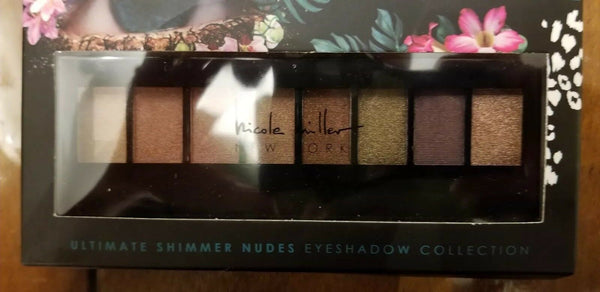 nicole miller
NEW YORK
ULTIMATE SHIMMER NUDES EYESHADOW COLLECTION